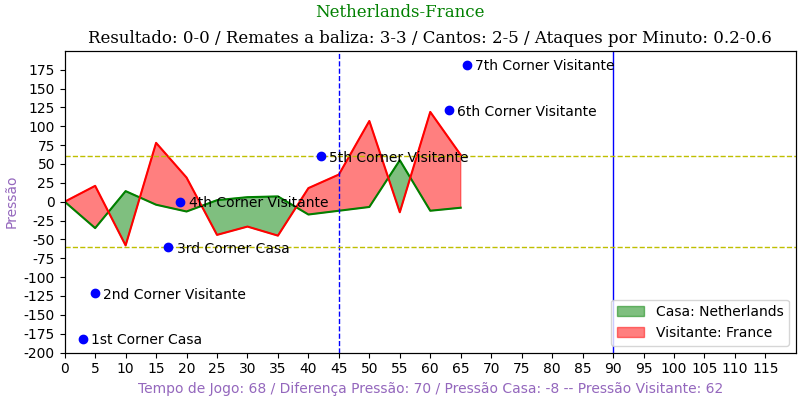 Netherlands-France
Resultado: 0-0 / Remates a baliza: 3-3 / Cantos: 2-5 / Ataques por Minuto: 0.2-0.6
Pressão
175
150
125
100
75
50
25
0
-25
-50
-75
-100
-125
-150
-175
-200
7th Corner Visitante
6th Corner Visitante
5th Corner Visitante
4th Corner Visitante
3rd Corner Casa
2nd Corner Visitante
1st Corner Casa
Casa: Netherlands
Visitante: France
0 5 10 15 20 25 30 35 40 45 50 55 60 65 70 75 80 85 90 95 100 105 110 115
Tempo de Jogo: 68 / Diferença Pressão: 70 / Pressão Casa: -8 -- Pressão Visitante: 62